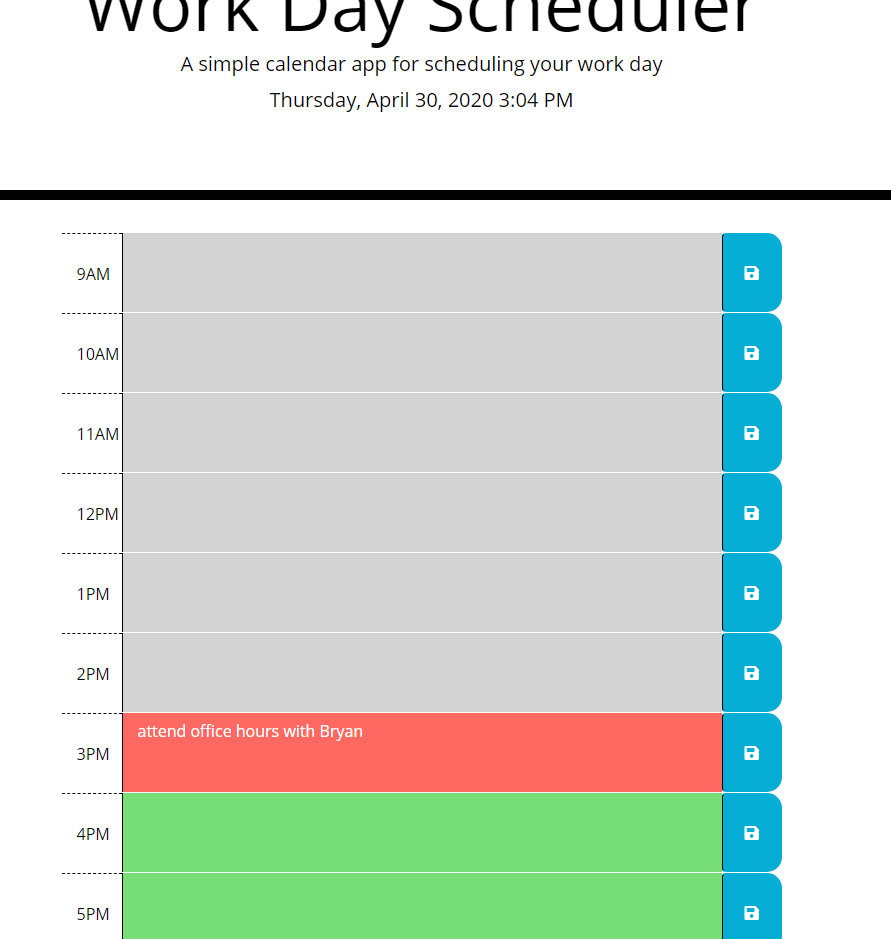 Work Day Scheduler
A simple calendar app for scheduling your work day
Thursday, April 30, 2020 3:04 PM
9AM
10AM
11AM
12PM
1PM
2PM
attend office hours with Bryan
3PM
4PM
5PM